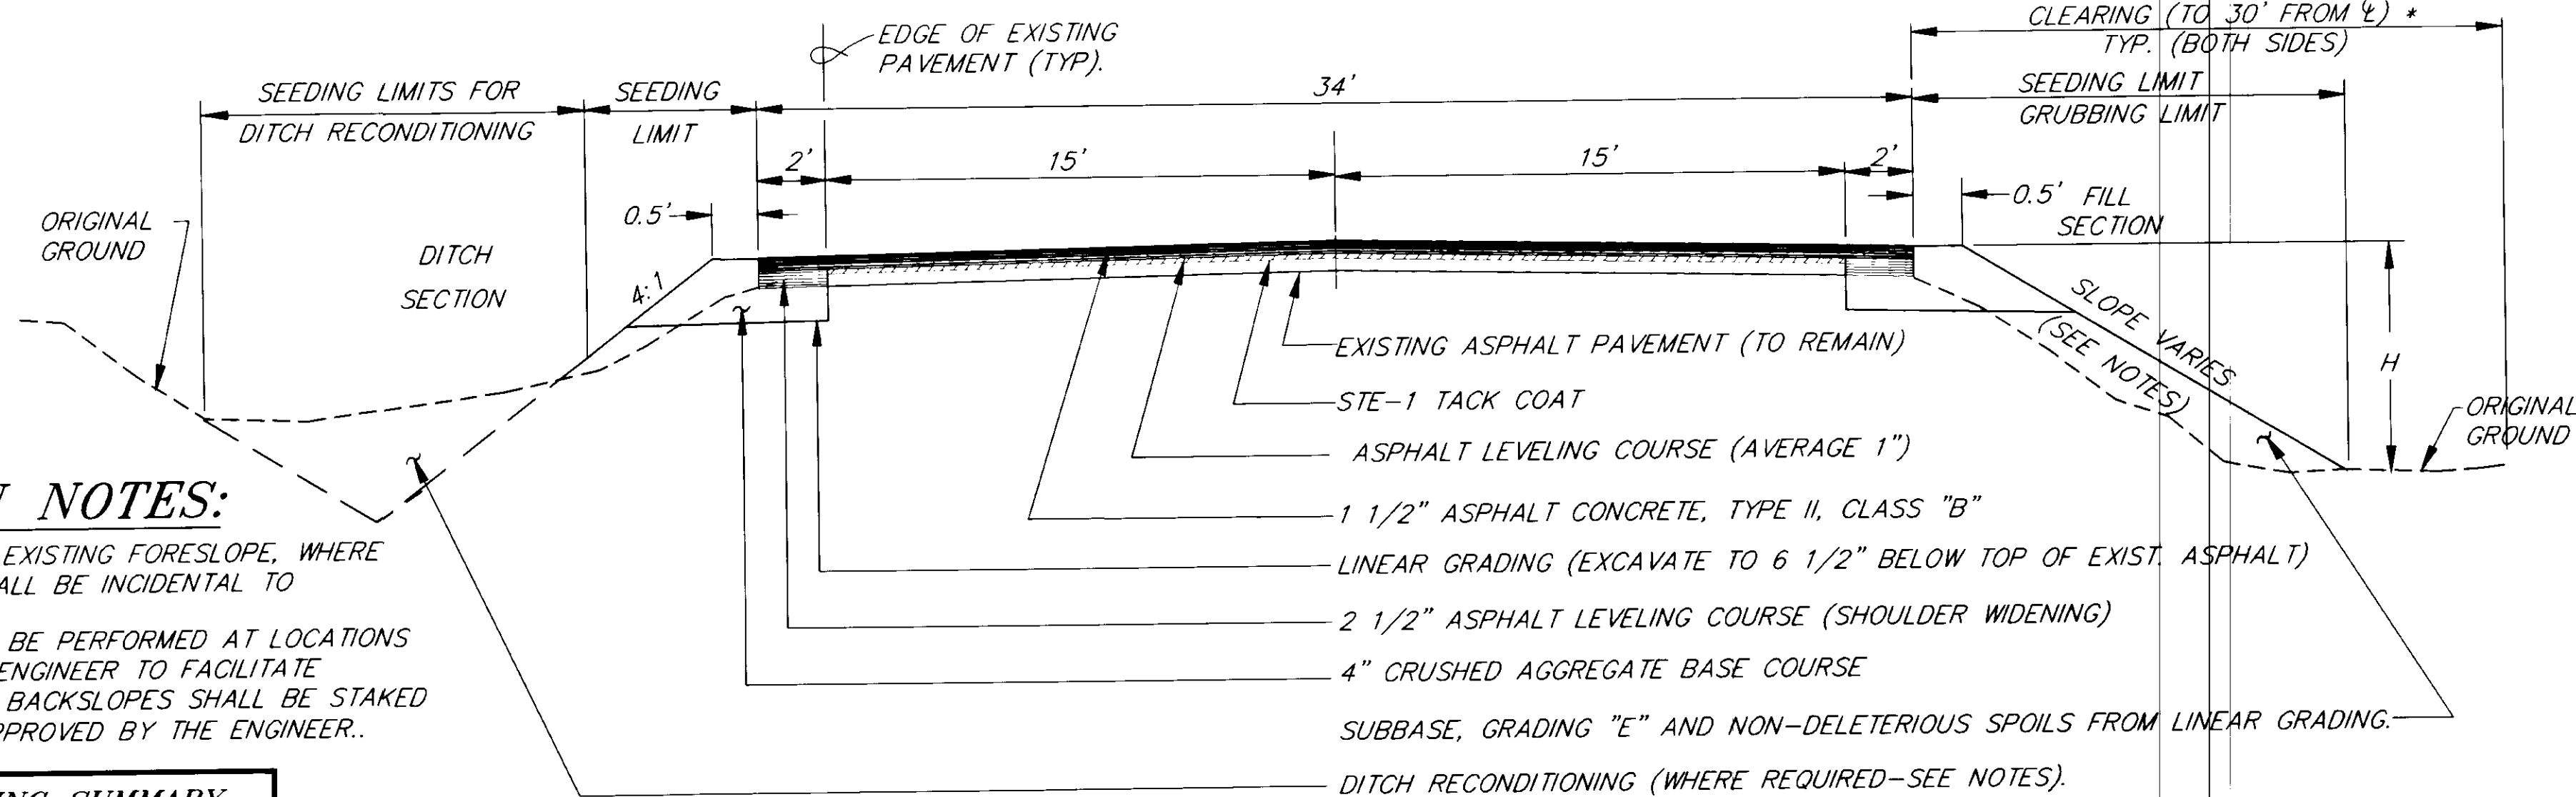 CLEARING (TO 30' FROM ℄) *
TYP. (BOTH SIDES)
EDGE OF EXISTING
PAVEMENT (TYP).
SEEDING LIMITS FOR
DITCH RECONDITIONING
SEEDING
LIMIT
34'
SEEDING LIMIT
GRUBBING LIMIT
2'
15'
15'
2'
0.5'
0.5' FILL
SECTION
ORIGINAL
GROUND
DITCH
SECTION
4:1
SLOPE VARIES
(SEE NOTES)
H
ORIGINAL
GROUND
EXISTING ASPHALT PAVEMENT (TO REMAIN)
STE-1 TACK COAT
ASPHALT LEVELING COURSE (AVERAGE 1")
1 1/2" ASPHALT CONCRETE, TYPE II, CLASS "B"
LINEAR GRADING (EXCAVATE TO 6 1/2" BELOW TOP OF EXIST. ASPHALT)
2 1/2" ASPHALT LEVELING COURSE (SHOULDER WIDENING)
4" CRUSHED AGGREGATE BASE COURSE
SUBBASE, GRADING "E" AND NON-DELETERIOUS SPOILS FROM LINEAR GRADING.
DITCH RECONDITIONING (WHERE REQUIRED-SEE NOTES).
NOTES:
EXISTING FORESLOPE, WHERE
ALL BE INCIDENTAL TO
BE PERFORMED AT LOCATIONS
ENGINEER TO FACILITATE
BACKSLOPES SHALL BE STAKED
PPROVED BY THE ENGINEER..
ING SUMMARY